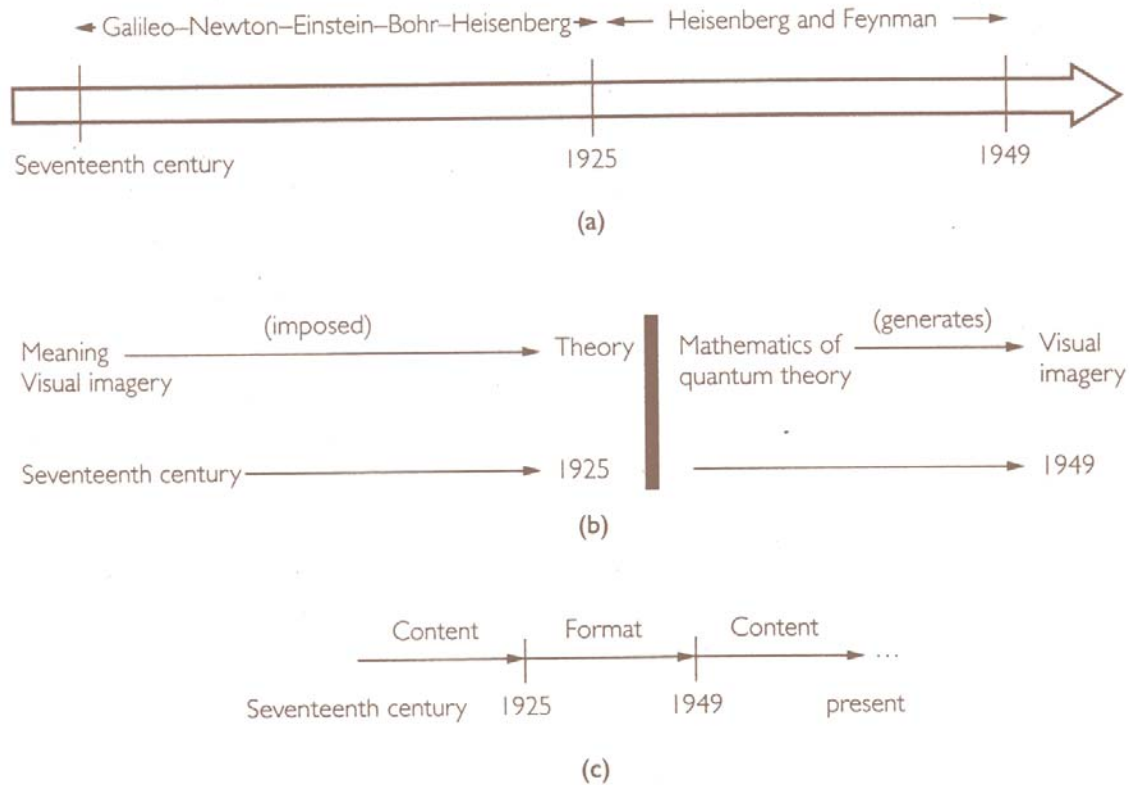 Galileo–Newton–Einstein–Bohr–Heisenberg
Heisenberg and Feynman
Seventeenth century
1925
1949
(a)
(imposed)
(generates)
Meaning
Visual imagery
Theory
Mathematics of
quantum theory
Visual
imagery
Seventeenth century
1925
1949
(b)
Content
Format
Content
...
Seventeenth century
1925
1949
present
(c)